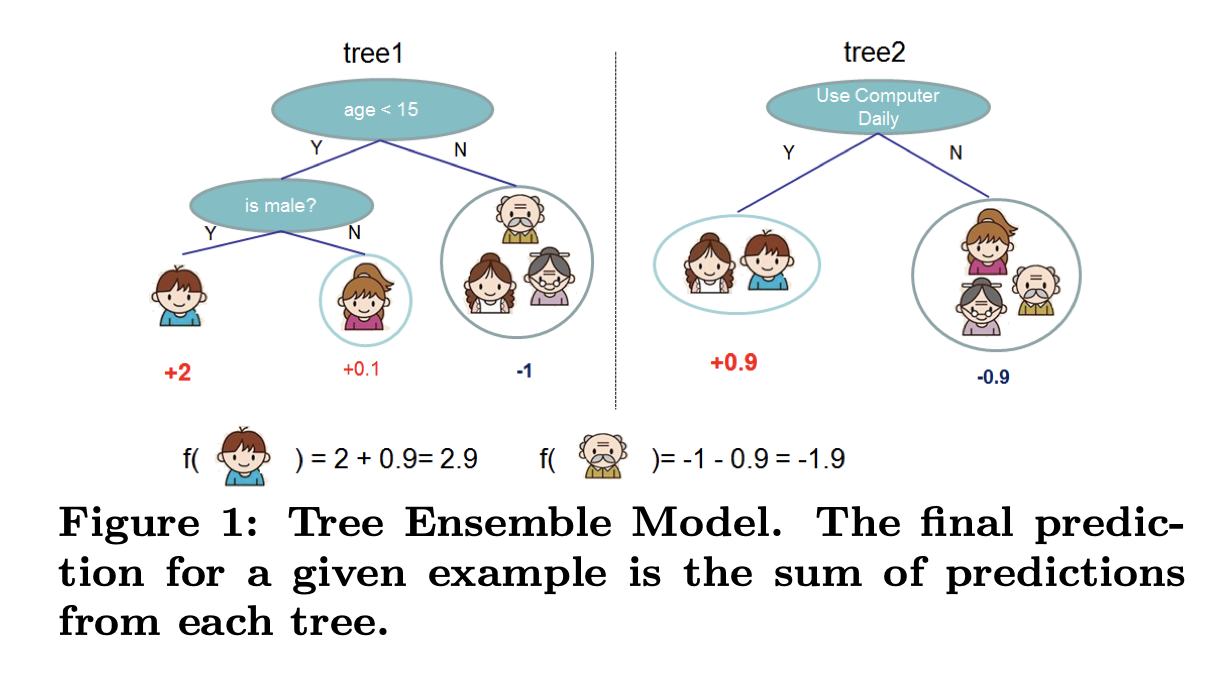 tree1
tree2
age < 15
Use Computer
Daily
Y
N
Y
N
is male?
Y
N
+2
+0.1
-1
+0.9
-0.9
f( ) = 2 + 0.9= 2.9
f( )= -1 - 0.9 = -1.9
Figure 1: Tree Ensemble Model. The final predic-
tion for a given example is the sum of predictions
from each tree.